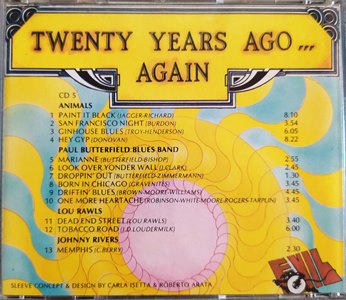 TWENTY YEARS AGO,,,
AGAIN
CD 5
ANIMALS
1 PAINT IT BLACK (JAGGER-RICHARD) 8.10
2 SAN FRANCISCO NIGHT (BURDON) 3.54
3 GINHOUSE BLUES (TROY-HENDERSON) 6.05
4 HEY GYP (DONOVAN) 8.22
PAUL BUTTERFIELD BLUES BAND
5 MARIANNE (BUTTERFIELD-BISHOP) 2.55
6 LOOK OVER YONDER WALL (J.CLARK) 2.45
7 DROPPIN' OUT (BUTTERFIELD-ZIMMERMANN) 2.30
8 BORN IN CHICAGO (GRAVENTIES) 3.35
9 DRIFTIN' BLUES (BROWN-MOORE-WILLIAMS) 4.45
10 ONE MORE HEARTACHE (ROBINSON-WHITE-MOORE-ROGERS-TARPLIN) 3.35
LOU RAWLS
11 DEAD END STREET (LOU RAWLS) 3.40
12 TOBACCO ROAD (J.D.LOUDERMILK) 6.00
JOHNNY RIVERS
13 MEMPHIS (C.BERRY) 2.30
SLEEVE CONCEPT & DESIGN BY CARLA ISETTA & ROBERTO ARATA